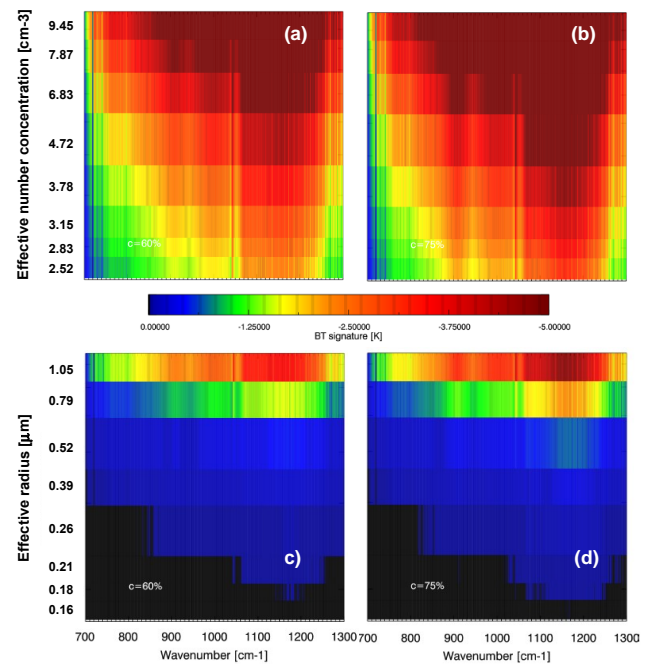 Effective number concentration [cm-3]
9.45
7.87
6.83
4.72
3.78
3.15
2.83
2.52
(a)
c=60%
(b)
c=75%
0.00000 -1.25000 -2.50000 -3.75000 -5.00000
BT signature [K]
Effective radius [µm]
1.05
0.79
0.52
0.39
0.26
0.21
0.18
0.16
c)
c=60%
(d)
c=75%
700 800 900 1000 1100 1200 1300 700 800 900 1000 1100 1200 1300
Wavenumber [cm-1] Wavenumber [cm-1]